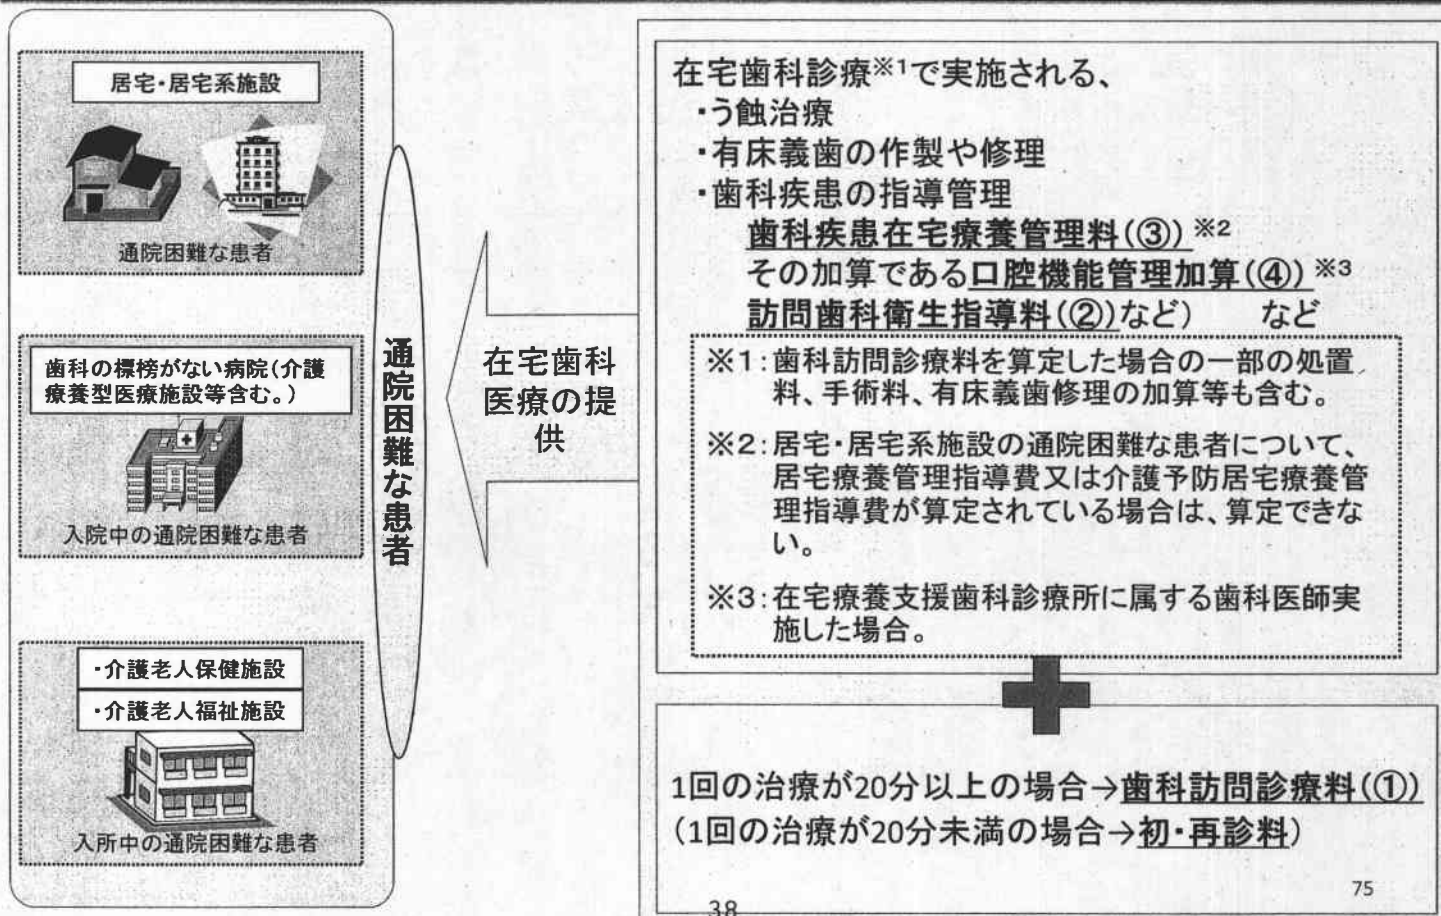 居宅・居宅系施設
通院困難な患者
歯科の標榜がない病院(介護
療養型医療施設等含む。)
入院中の通院困難な患者
・介護老人保健施設
・介護老人福祉施設
入所中の通院困難な患者
通院困難な患者
在宅歯科
医療の提
供
在宅歯科診療※1で実施される、
・う蝕治療
・有床義歯の作製や修理
・歯科疾患の指導管理
歯科疾患在宅療養管理料(③)※2
その加算である口腔機能管理加算(④)※3
訪問歯科衛生指導料(②)など) など
※1:歯科訪問診療料を算定した場合の一部の処置
料、手術料、有床義歯修理の加算等も含む。
※2:居宅・居宅系施設の通院困難な患者について、
居宅療養管理指導費又は介護予防居宅療養管
理指導費が算定されている場合は、算定できな
い。
※3:在宅療養支援歯科診療所に属する歯科医師実
施した場合。
1回の治療が20分以上の場合→歯科訪問診療料(①)
(1回の治療が20分未満の場合→初・再診料)
75
38